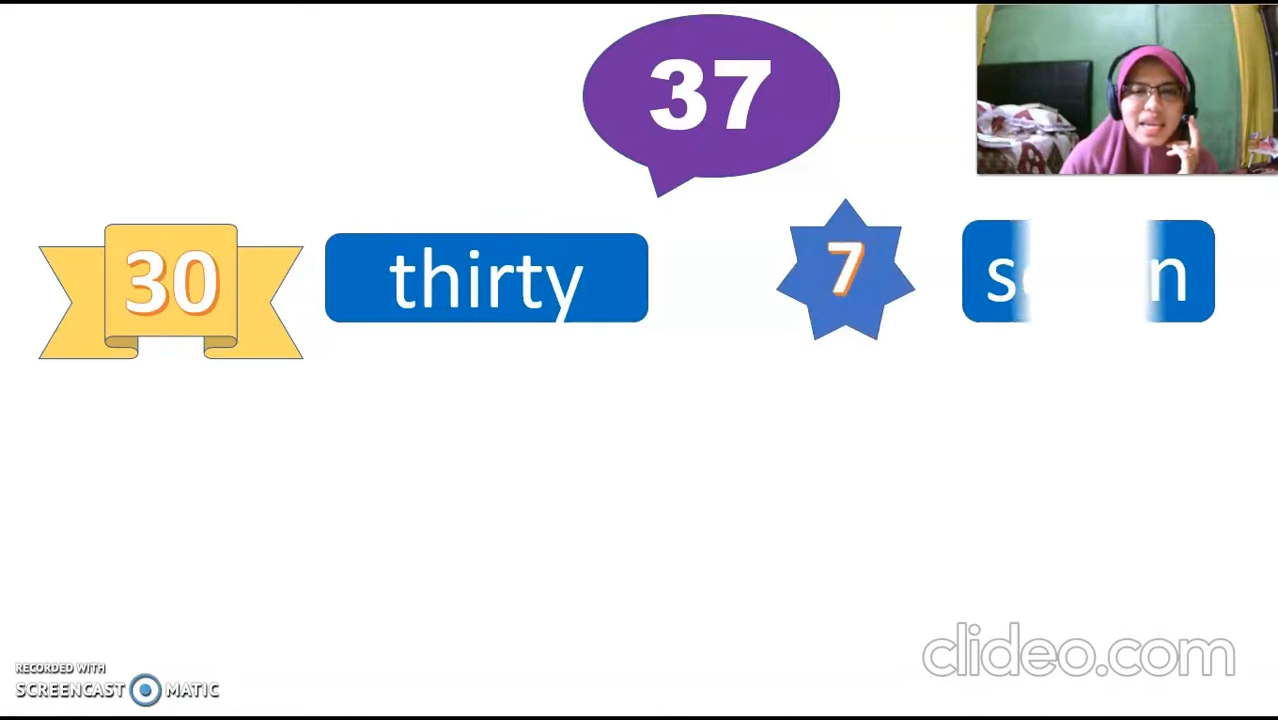 37
30
thirty
7
RECORDED WITH
SCREENCAST MATIC
clideo.com